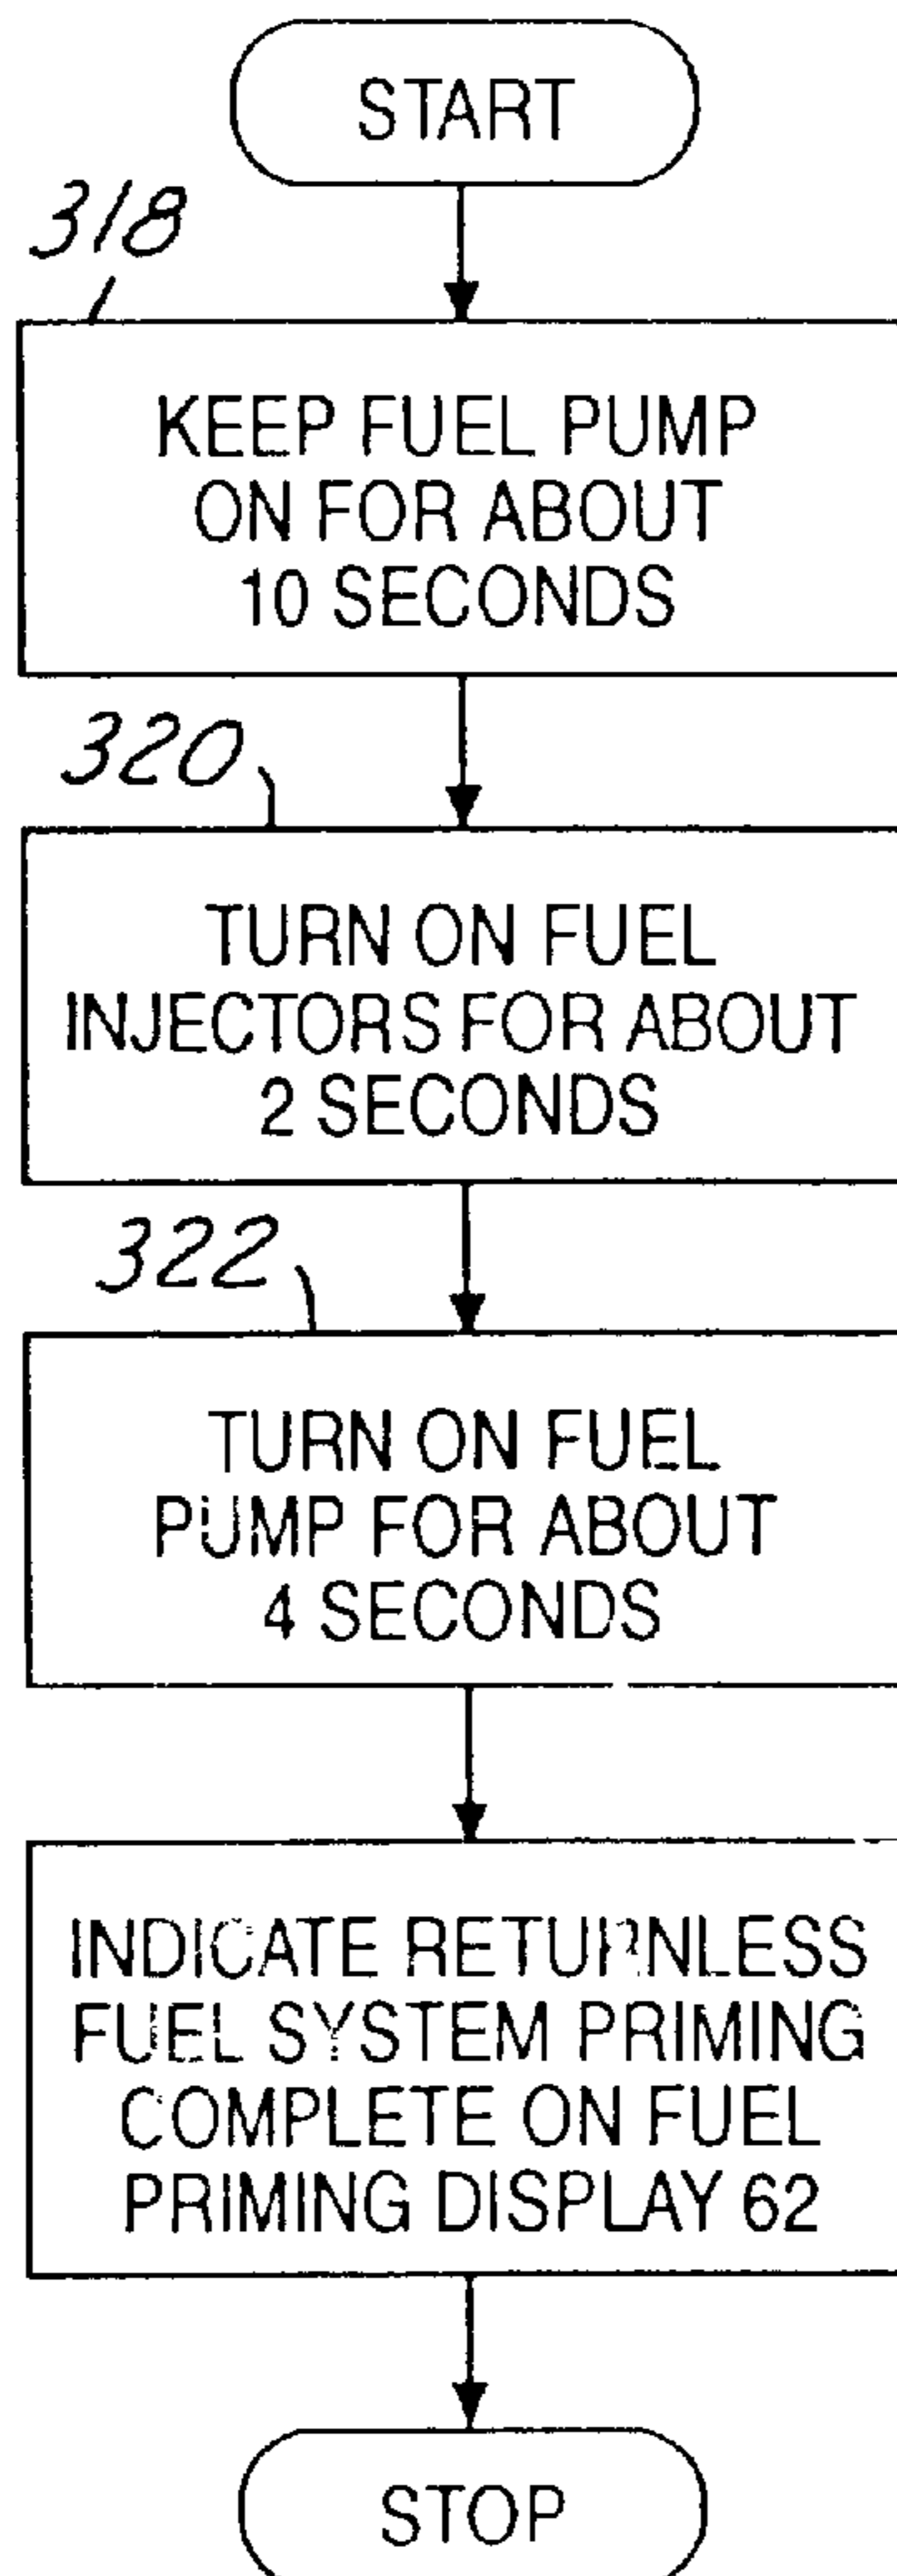 START
318
KEEP FUEL PUMP
ON FOR ABOUT
10 SECONDS
320
TURN ON FUEL
INJECTORS FOR ABOUT
2 SECONDS
322
TURN ON FUEL
PUMP FOR ABOUT
4 SECONDS
INDICATE RETURNLESS
FUEL SYSTEM PRIMING
COMPLETE ON FUEL
PRIMING DISPLAY 62
STOP